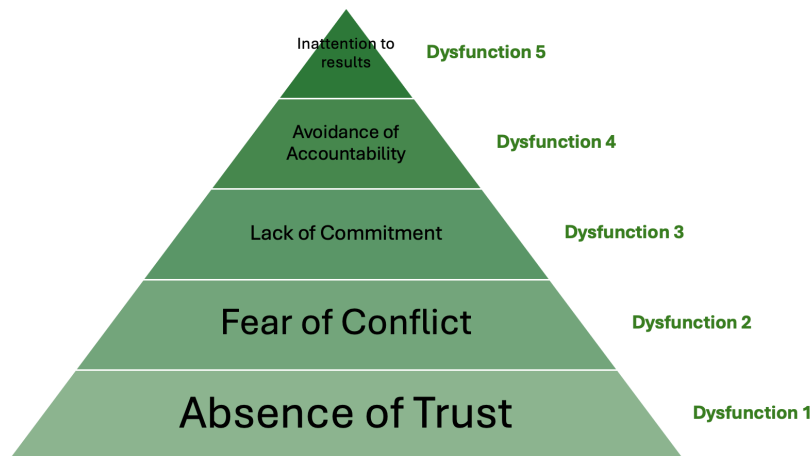 Inattention to
results
Dysfunction 5
Avoidance of
Accountability
Dysfunction 4
Lack of Commitment
Dysfunction 3
Fear of Conflict
Dysfunction 2
Absence of Trust
Dysfunction 1